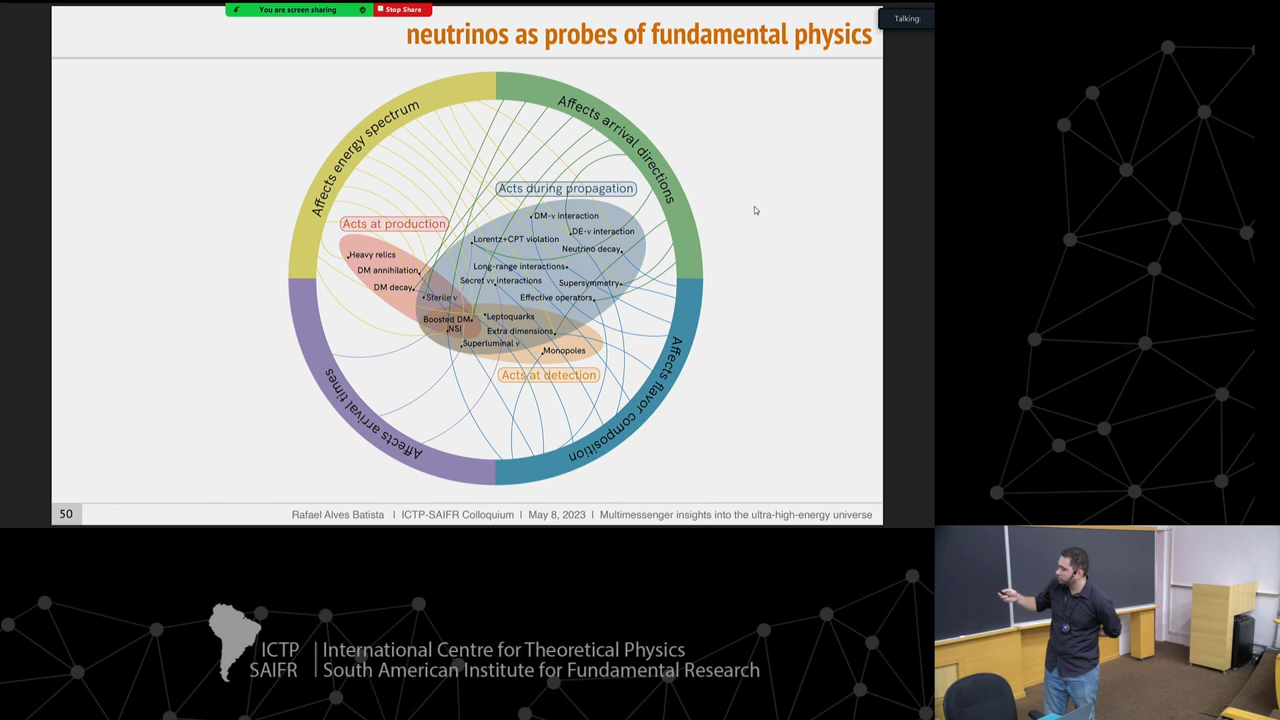 You are screen sharing
Stop Share
Talking:
neutrinos as probes of fundamental physics
Affects energy spectrum
Affects arrival directions
Acts during propagation
Acts at production
DM-ν interaction
DE-ν interaction
Lorentz+CPT violation
Neutrino decay
Heavy relics
DM annihilation
Long-range interactions
Secret νν interactions
Supersymmetry
DM decay
Sterile ν
Effective operators
Boosted DM
Leptoquarks
NSI
Extra dimensions
Superluminal ν
Monopoles
Acts at detection
Affects arrival times
Affects flavor composition
50
Rafael Alves Batista I ICTP-SAIFR Colloquium I May 8, 2023 I Multimessenger insights into the ultra-high-energy universe
ICTP
SAIFR
International Centre for Theoretical Physics
South American Institute for Fundamental Research